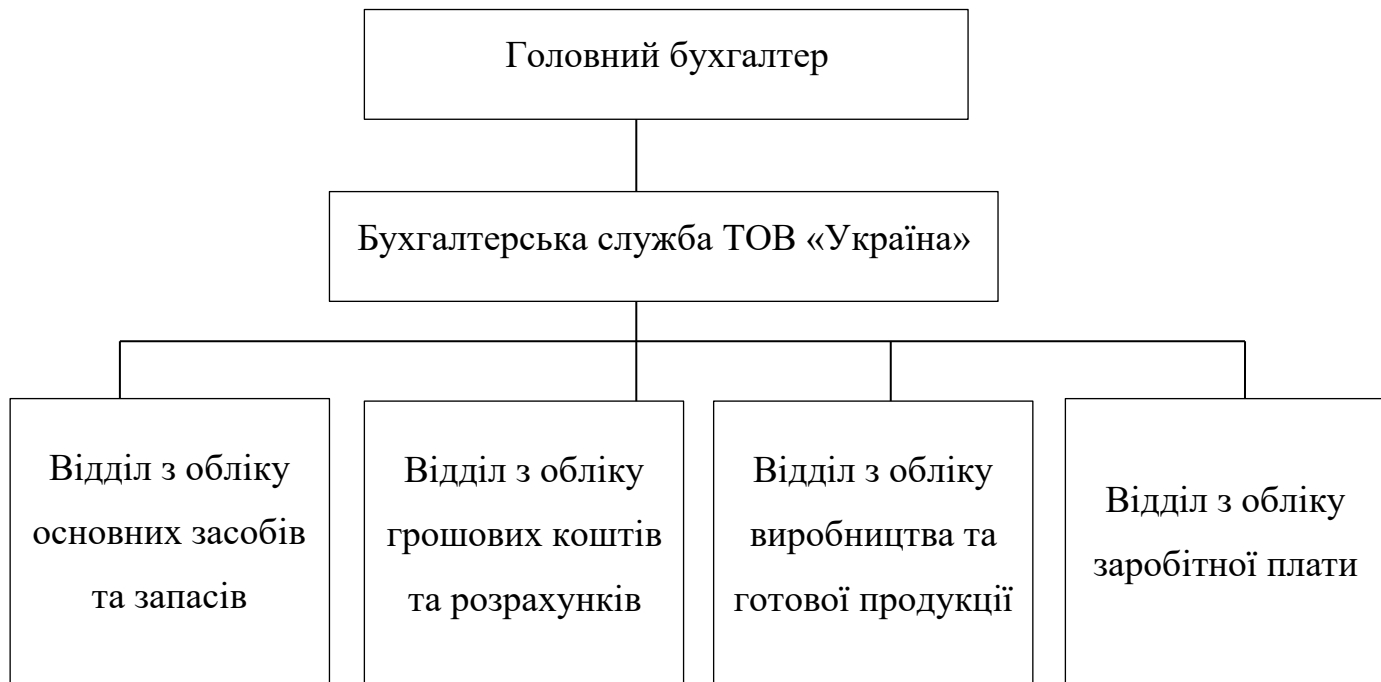 Головний бухгалтер
Бухгалтерська служба ТОВ «Україна»
Відділ з обліку
основних засобів
та запасів
Відділ з обліку
грошових коштів
та розрахунків
Відділ з обліку
виробництва та
готової продукції
Відділ з обліку
заробітної плати